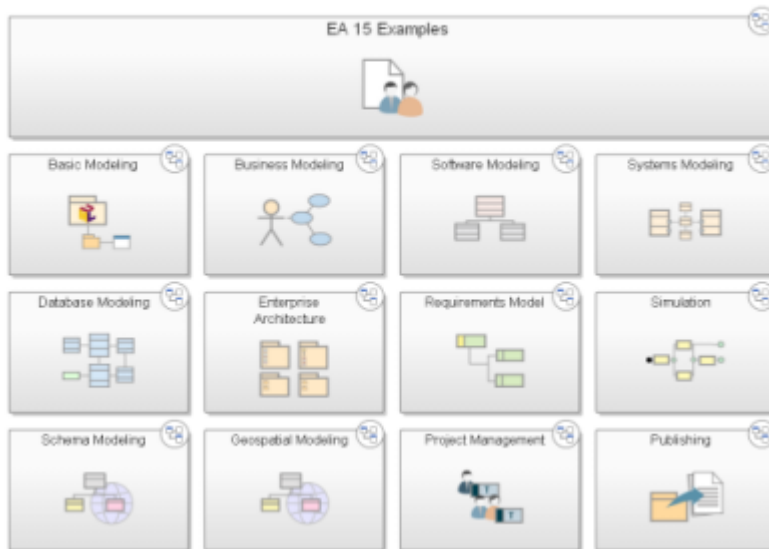 EA 15 Examples
Basic Modeling
Business Modeling
Software Modeling
Systems Modeling
Database Modeling
Enterprise
Architecture
Requirements Model
Simulation
Schema Modeling
Geospatial Modeling
Project Management
Publishing